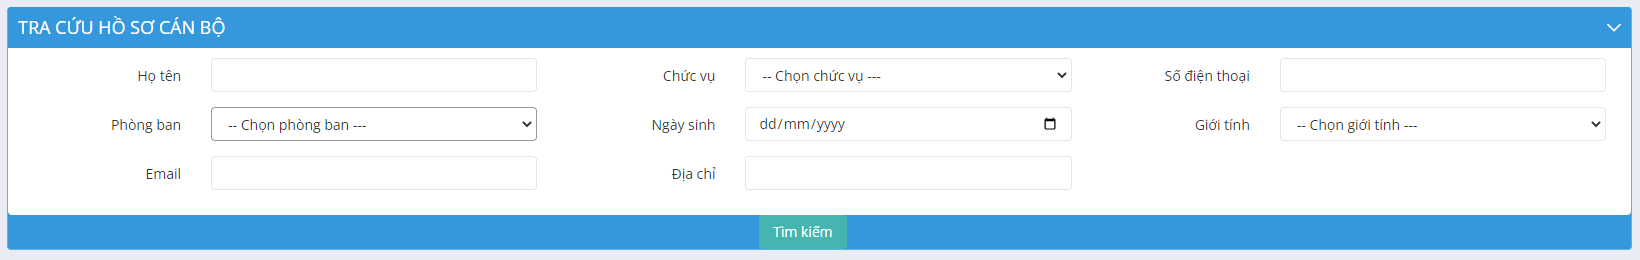 TRA CỨU HỒ SƠ CÁN BỘ
Họ tên
Chức vụ
-- Chọn chức vụ ---
Số điện thoại
Phòng ban
-- Chọn phòng ban ---
Ngày sinh
dd/mm/yyyy
Giới tính
-- Chọn giới tính ---
Email
Địa chỉ
Tìm kiếm